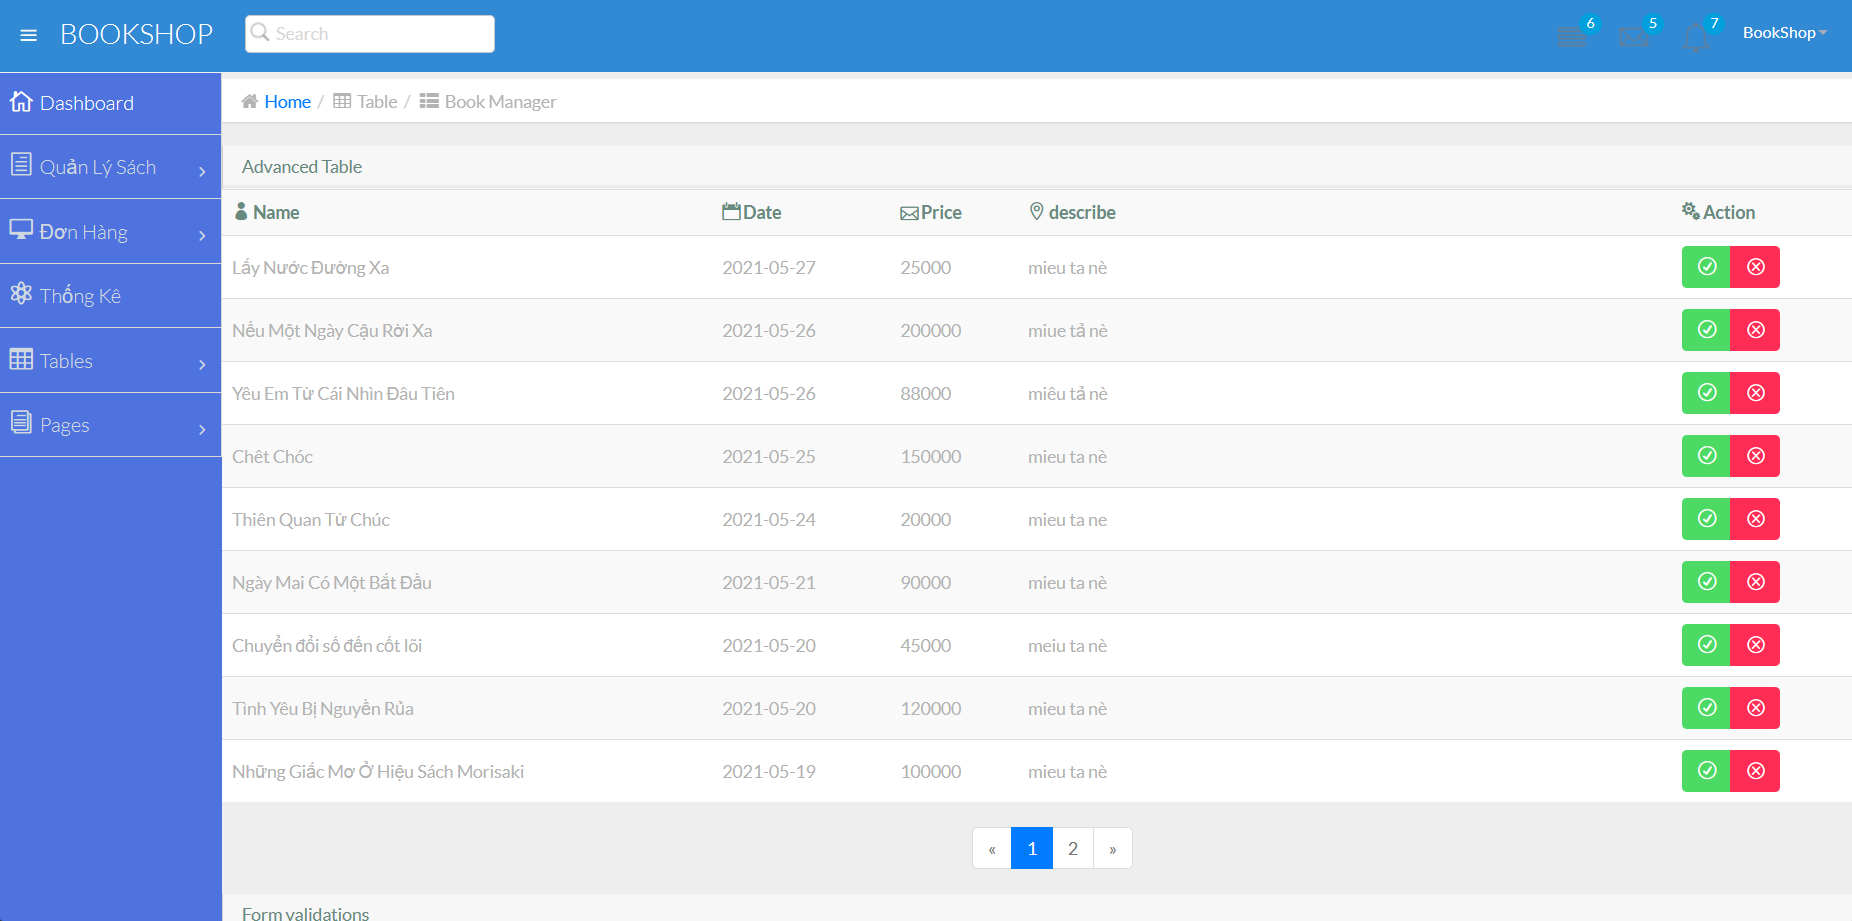 BOOKSHOP Search 6 5 7 BookShop
Dashboard
Quản Lý Sách
Đơn Hàng
Thống Kê
Tables
Pages
Home / Table / Book Manager
Advanced Table
Name Date Price describe Action
Lấy Nước Đường Xa 2021-05-27 25000 mieu ta nè
Nếu Một Ngày Cậu Rời Xa 2021-05-26 200000 miue tả nè
Yêu Em Từ Cái Nhìn Đâu Tiên 2021-05-26 88000 miêu tả nè
Chêt Chóc 2021-05-25 150000 mieu ta nè
Thiên Quan Tứ Chúc 2021-05-24 20000 mieu ta ne
Ngày Mai Có Một Bắt Đầu 2021-05-21 90000 mieu ta nè
Chuyển đổi số đến cốt lõi 2021-05-20 45000 meiu ta nè
Tình Yêu Bị Nguyền Rủa 2021-05-20 120000 mieu ta nè
Những Giấc Mơ Ở Hiệu Sách Morisaki 2021-05-19 100000 mieu ta nè
« 1 2 »
Form validations